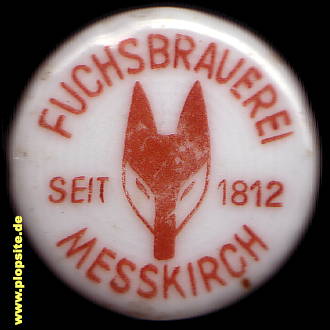 FUCHSBRAUEREI
SEIT 1812
MESSKIRCH
www.plopsite.de